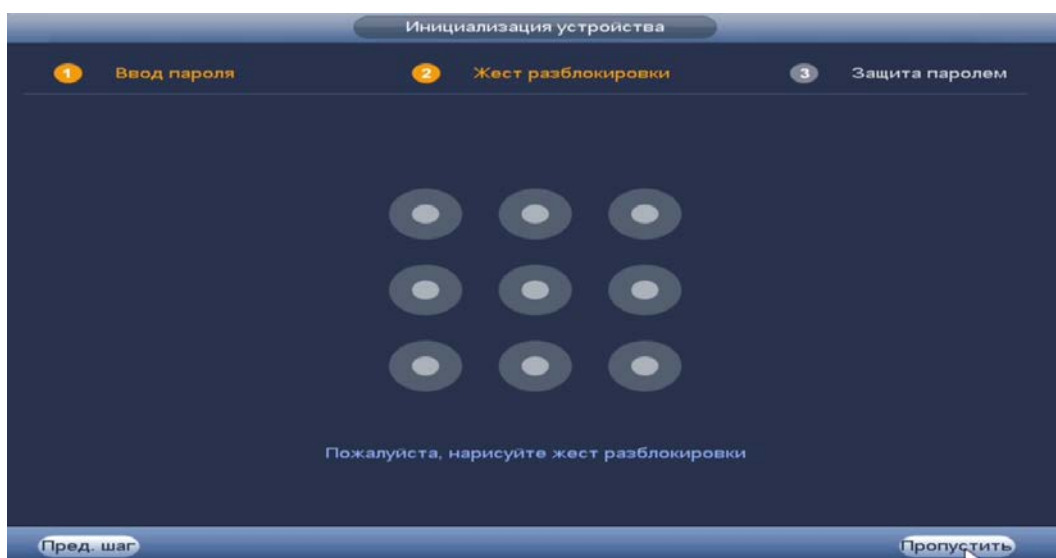 Инициализация устройства
1 Ввод пароля 2 Жест разблокировки 3 Защита паролем
Пожалуйста, нарисуйте жест разблокировки
Пред. шаг Пропустить